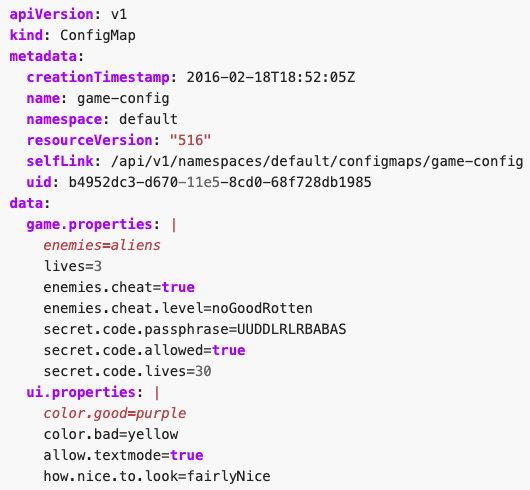 apiVersion: v1
kind: ConfigMap
metadata:
  creationTimestamp: 2016-02-18T18:52:05Z
  name: game-config
  namespace: default
  resourceVersion: "516"
  selfLink: /api/v1/namespaces/default/configmaps/game-config
  uid: b4952dc3-d670-11e5-8cd0-68f728db1985
data:
  game.properties: |
    enemies=aliens
    lives=3
    enemies.cheat=true
    enemies.cheat.level=noGoodRotten
    secret.code.passphrase=UUDDLRLRBABAS
    secret.code.allowed=true
    secret.code.lives=30
  ui.properties: |
    color.good=purple
    color.bad=yellow
    allow.textmode=true
    how.nice.to.look=fairlyNice